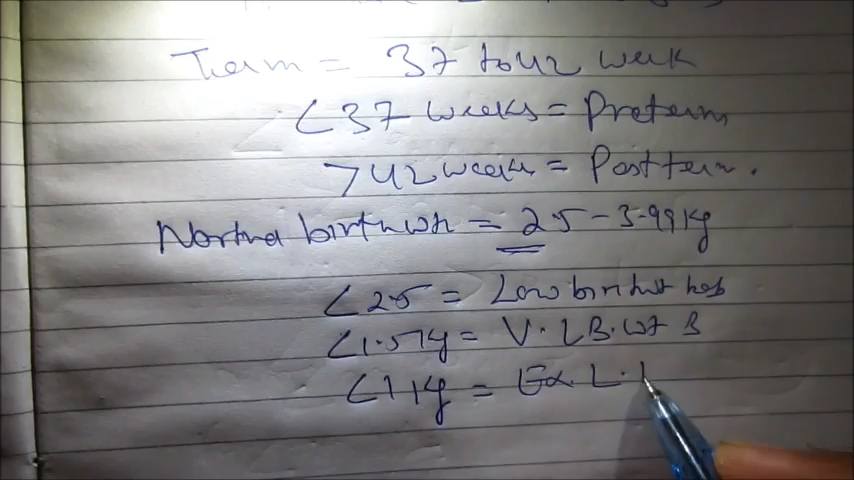 Term = 37 to 42 week
<37 weeks = Preterm
>42 weeks = Post term.
Normal birth wt = 2.5 - 3.99 Kg
<2.5 = Low birth wt
<1.5 Kg = V. LB. wt B
<1 Kg = Ex. L.